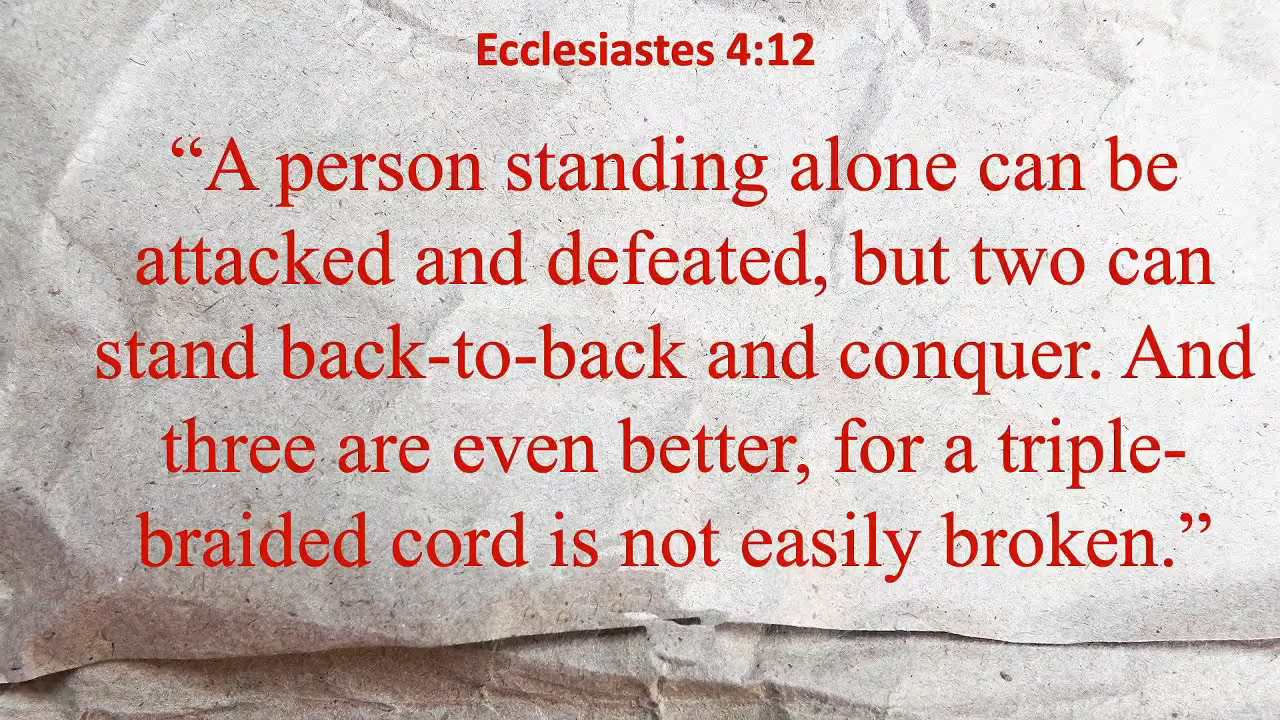 Ecclesiastes 4:12
“A person standing alone can be
attacked and defeated, but two can
stand back-to-back and conquer. And
three are even better, for a triple-
braided cord is not easily broken.”